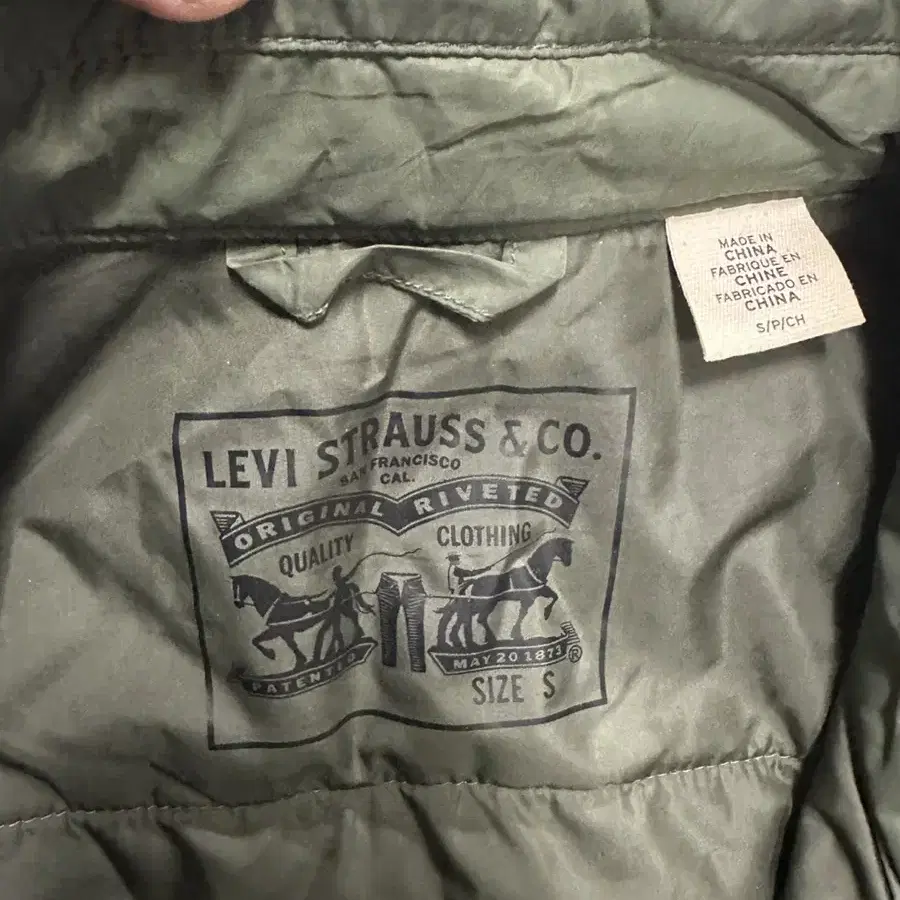 MADE IN
CHINA
FABRIQUE EN
CHINE
FABRICADO EN
CHINA
S/P/CH
LEVI STRAUSS & CO.
SAN FRANCISCO
CAL.
ORIGINAL RIVETED
QUALITY CLOTHING
PATENTED MAY 20 1873 ®
SIZE S